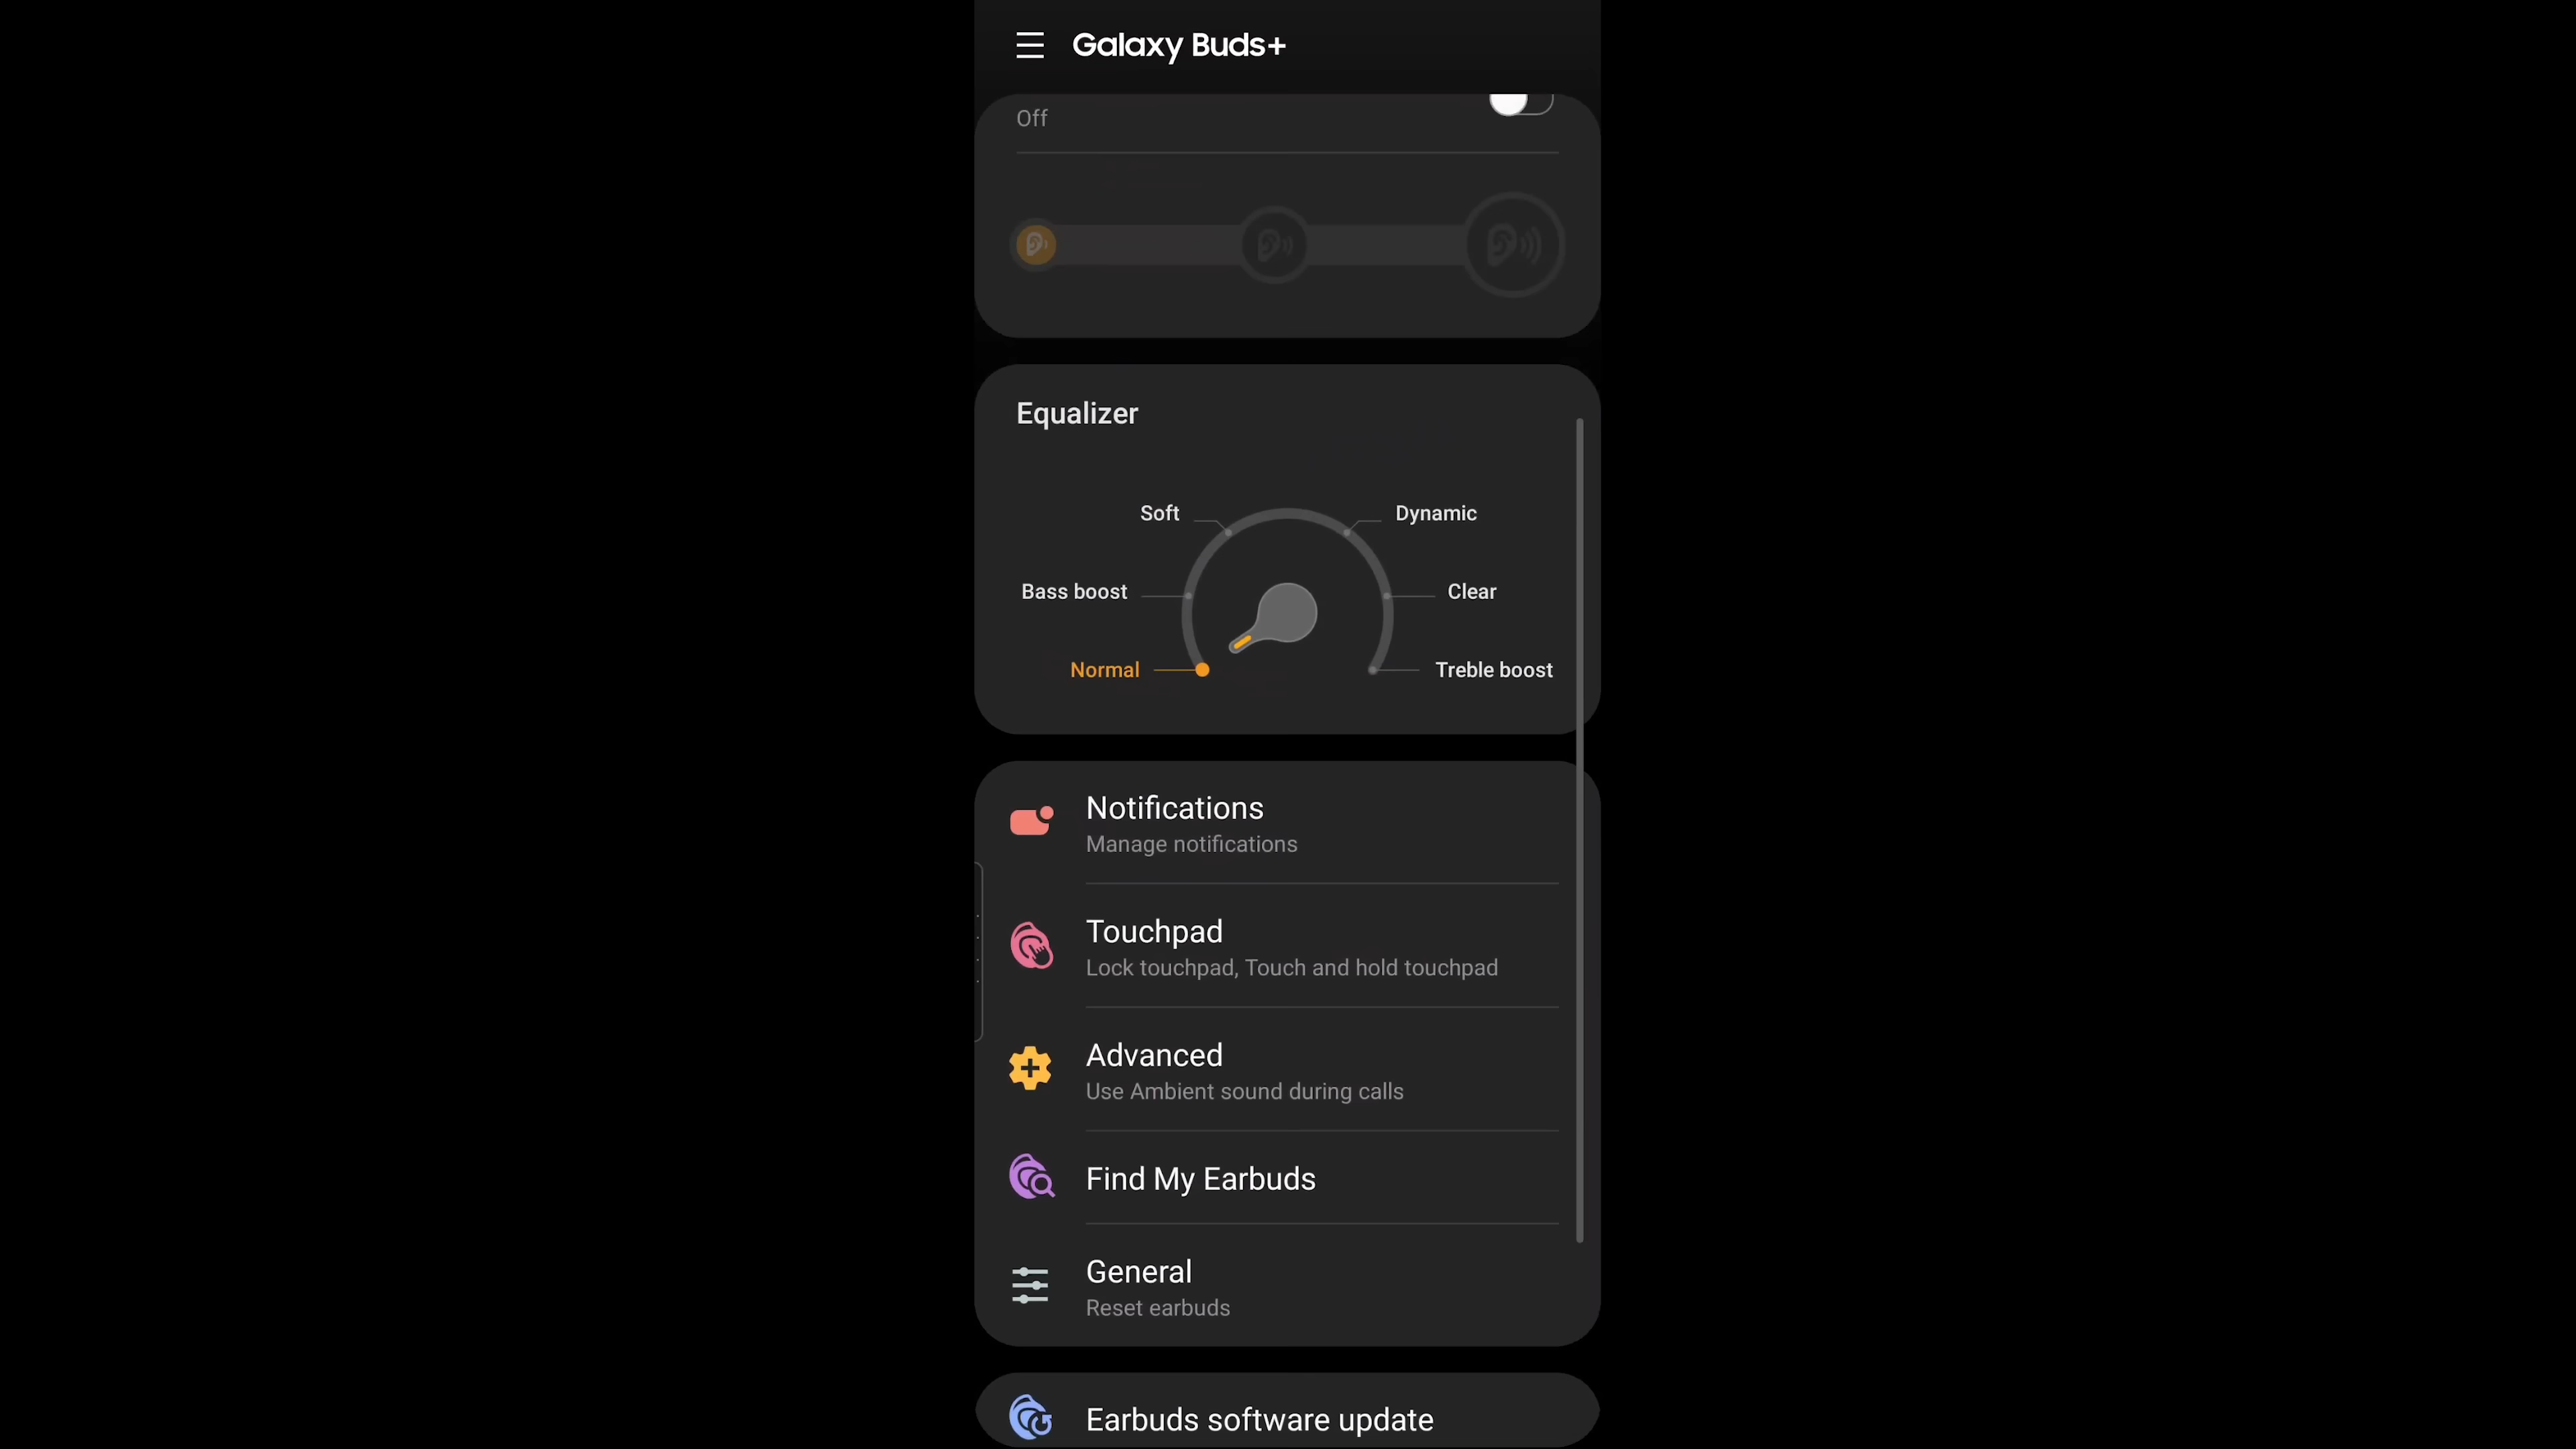 Galaxy Buds+
Off
Equalizer
Soft
Dynamic
Bass boost
Clear
Normal
Treble boost
Notifications
Manage notifications
Touchpad
Lock touchpad, Touch and hold touchpad
Advanced
Use Ambient sound during calls
Find My Earbuds
General
Reset earbuds
Earbuds software update